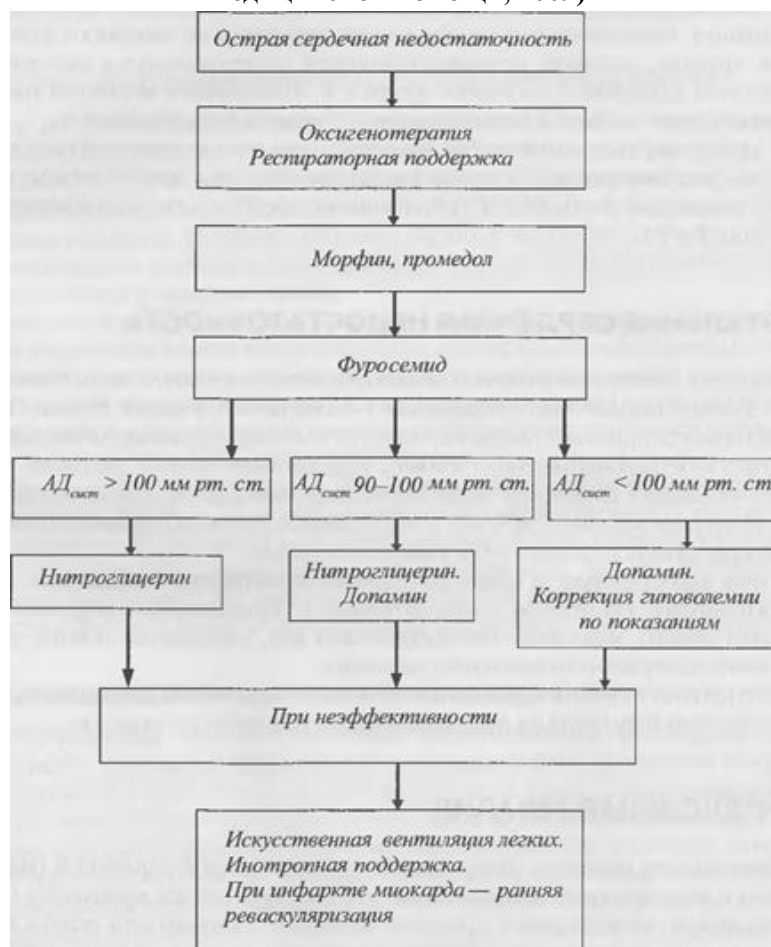 Острая сердечная недостаточность
Оксигенотерапия
Респираторная поддержка
Морфин, промедол
Фуросемид
АДсист > 100 мм рт. ст.
АДсист 90–100 мм рт. ст.
АДсист < 100 мм рт. ст.
Нитроглицерин
Нитроглицерин.
Допамин
Допамин.
Коррекция гиповолемии
по показаниям
При неэффективности
Искусственная вентиляция легких.
Инотропная поддержка.
При инфаркте миокарда — ранняя
реваскуляризация